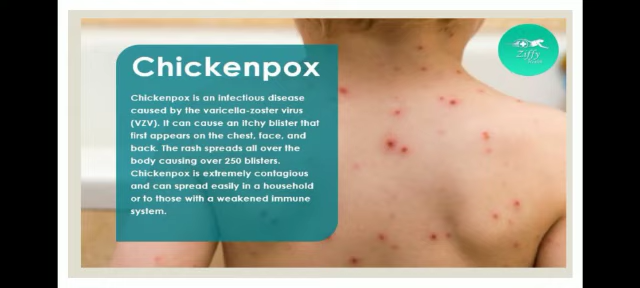 Chickenpox
Chickenpox is an infectious disease
caused by the varicella-zoster virus
(VZV). It can cause an itchy blister that
first appears on the chest, face, and
back. The rash spreads all over the
body causing over 250 blisters.
Chickenpox is extremely contagious
and can spread easily in a household
or to those with a weakened immune
system.
Ziffy